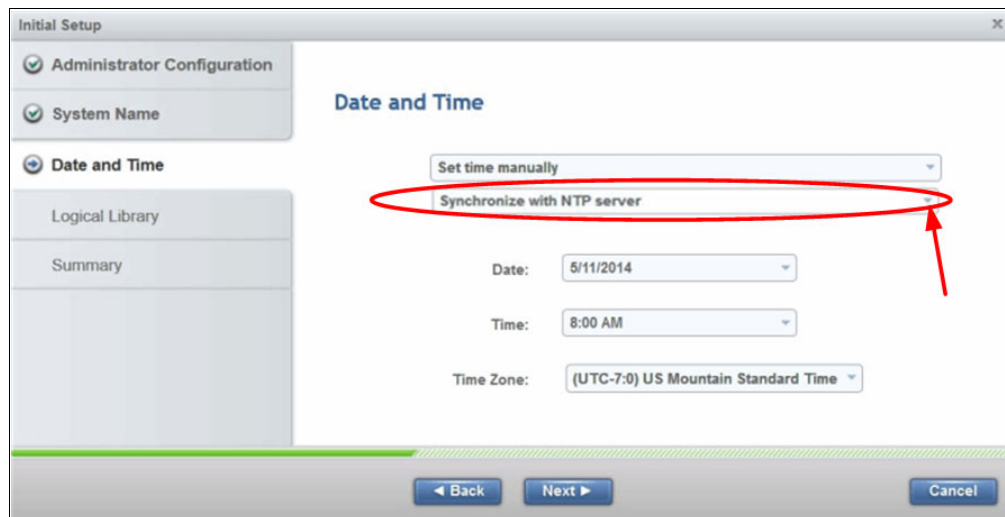 Initial Setup
Administrator Configuration
System Name
Date and Time
Logical Library
Summary
Date and Time
Set time manually
Synchronize with NTP server
Date: 5/11/2014
Time: 8:00 AM
Time Zone: (UTC-7:0) US Mountain Standard Time
Back Next Cancel